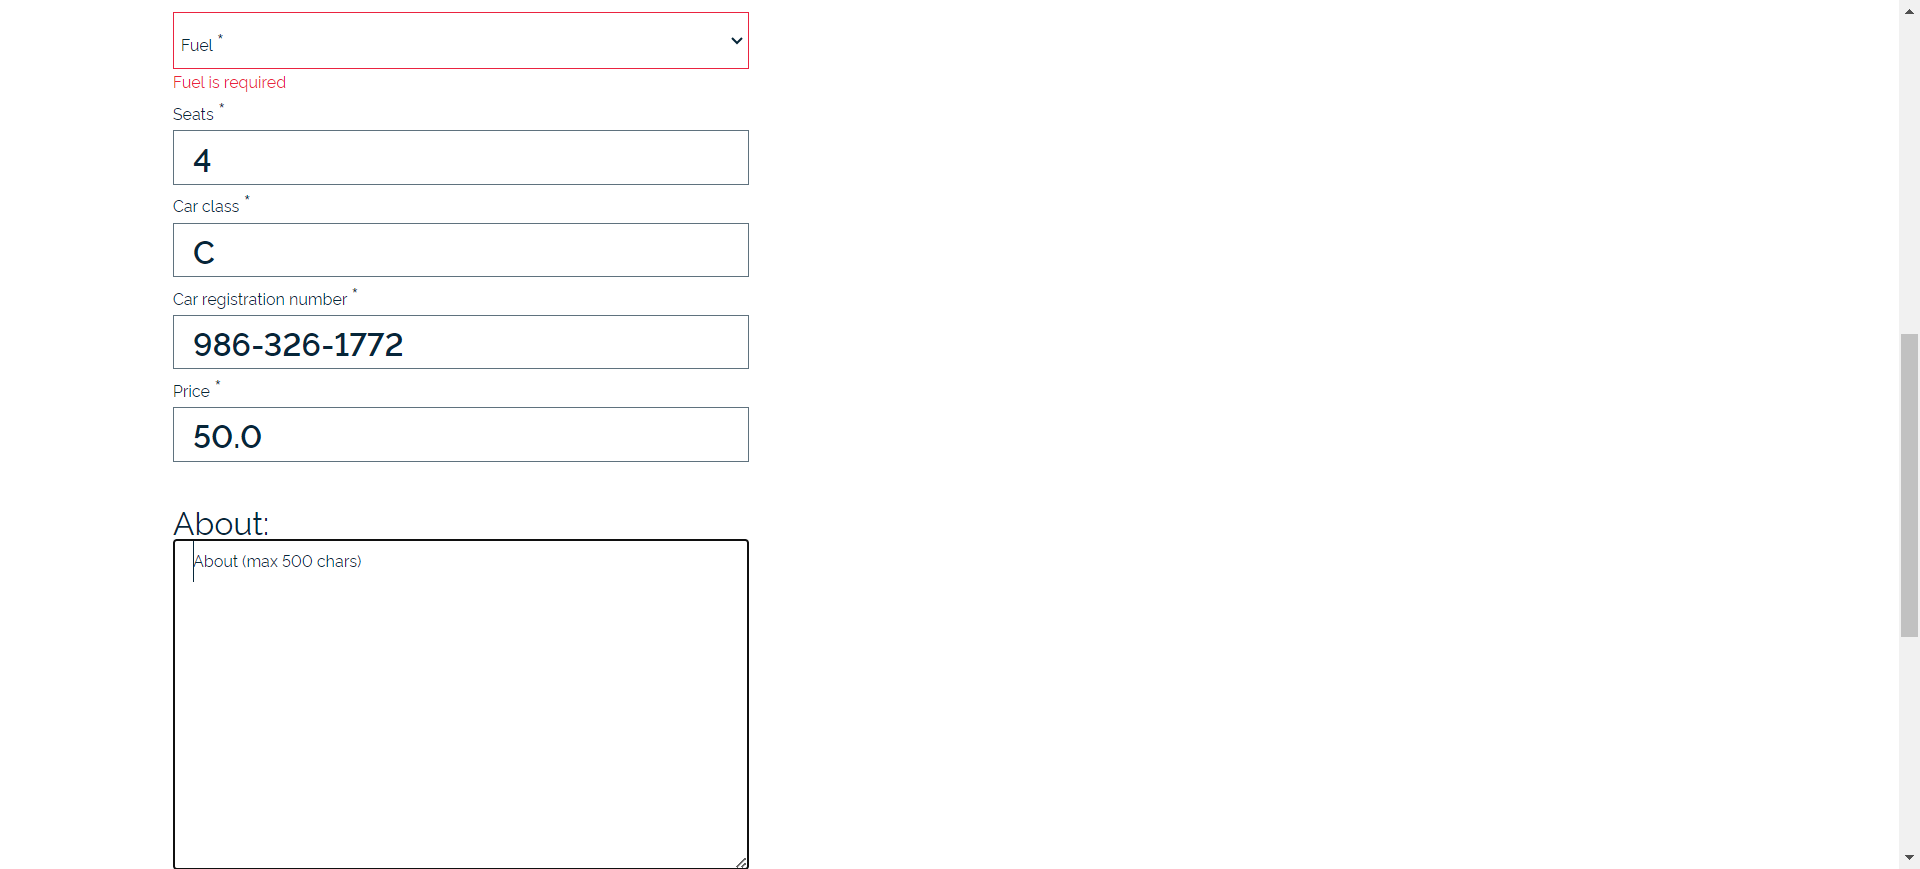 Fuel *
Fuel is required
Seats *
4
Car class *
C
Car registration number *
986-326-1772
Price *
50.0
About:
About (max 500 chars)